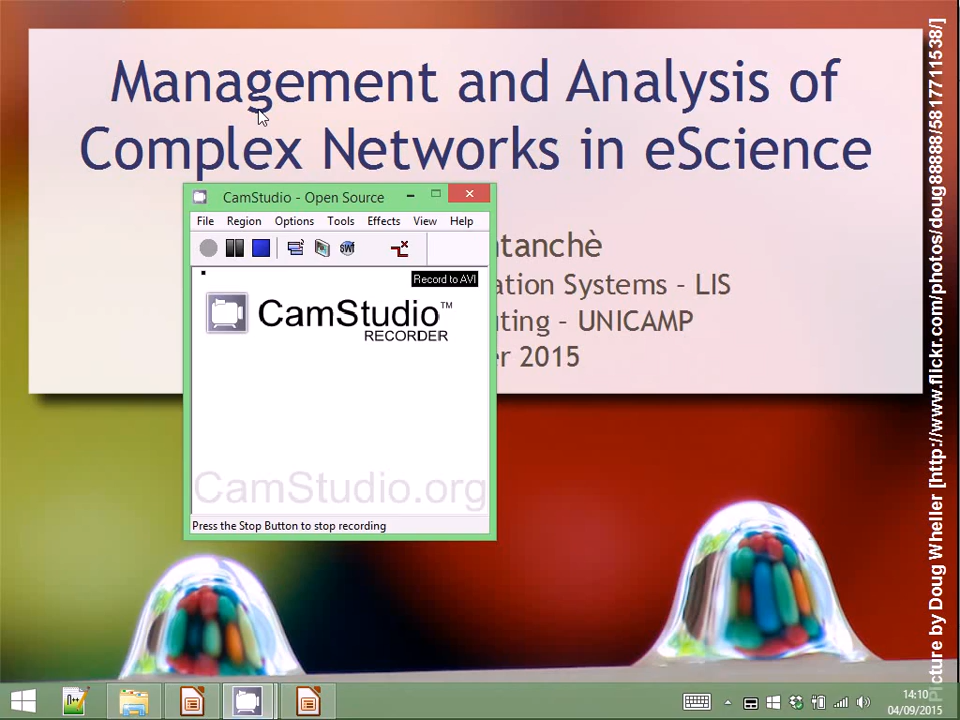 Management and Analysis of
Complex Networks in eScience
CamStudio - Open Source
File Region Options Tools Effects View Help
Record to AVI
CamStudio™
RECORDER
CamStudio.org
Press the Stop Button to stop recording
tanchè
ation Systems – LIS
ting – UNICAMP
er 2015
Picture by Doug Wheller [http://www.flickr.com/photos/doug88888/5817711538/]
14:10
04/09/2015